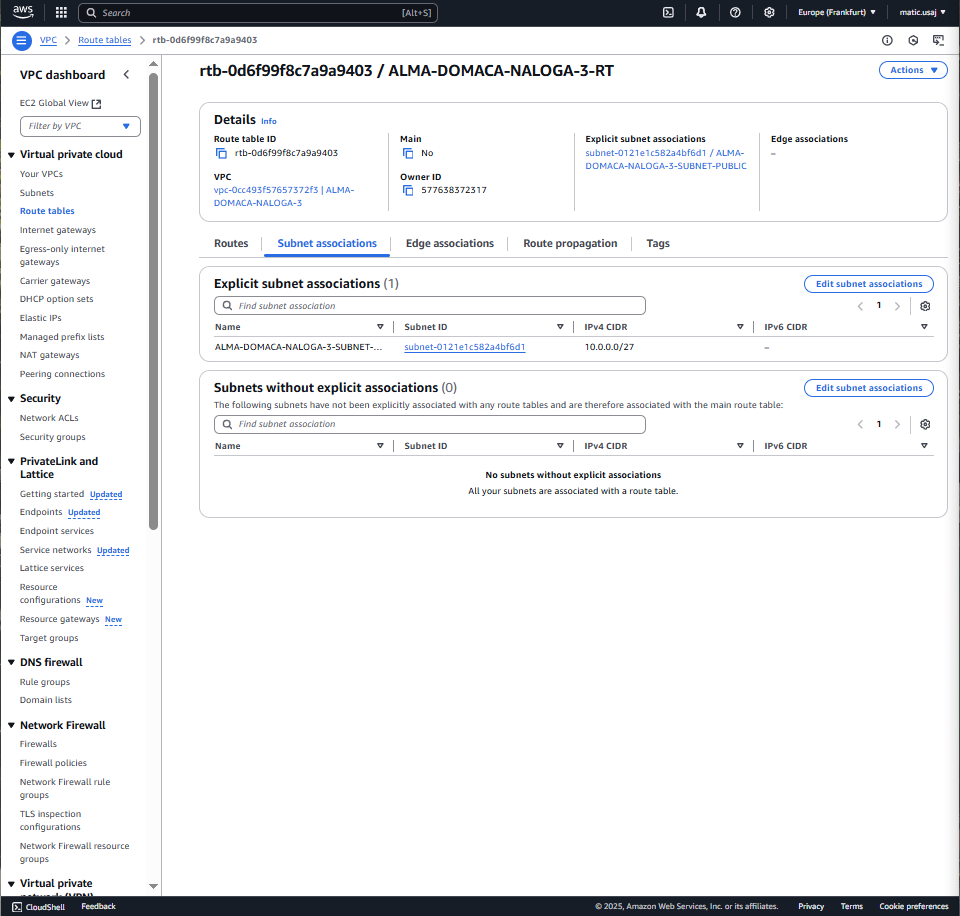 aws
Search [Alt+S]
Europe (Frankfurt)
matic.usaj
VPC > Route tables > rtb-0d6f99f8c7a9a9403
VPC dashboard
EC2 Global View
Filter by VPC
Virtual private cloud
Your VPCs
Subnets
Route tables
Internet gateways
Egress-only internet
gateways
Carrier gateways
DHCP option sets
Elastic IPs
Managed prefix lists
NAT gateways
Peering connections
Security
Network ACLs
Security groups
PrivateLink and
Lattice
Getting started Updated
Endpoints Updated
Endpoint services
Service networks Updated
Lattice services
Resource
configurations New
Resource gateways New
Target groups
DNS firewall
Rule groups
Domain lists
Network Firewall
Firewalls
Firewall policies
Network Firewall rule
groups
TLS inspection
configurations
Network Firewall resource
groups
Virtual private
network (VPN)
rtb-0d6f99f8c7a9a9403 / ALMA-DOMACA-NALOGA-3-RT
Actions
Details Info
Route table ID
rtb-0d6f99f8c7a9a9403
VPC
vpc-0cc493f57657372f3 | ALMA-
DOMACA-NALOGA-3
Main
No
Owner ID
577638372317
Explicit subnet associations
subnet-0121e1c582a4bf6d1 / ALMA-
DOMACA-NALOGA-3-SUBNET-PUBLIC
Edge associations
–
Routes
Subnet associations
Edge associations
Route propagation
Tags
Explicit subnet associations (1)
Edit subnet associations
Find subnet association
1
Name Subnet ID IPv4 CIDR IPv6 CIDR
ALMA-DOMACA-NALOGA-3-SUBNET-... subnet-0121e1c582a4bf6d1 10.0.0.0/27 –
Subnets without explicit associations (0)
Edit subnet associations
The following subnets have not been explicitly associated with any route tables and are therefore associated with the main route table:
Find subnet association
1
Name Subnet ID IPv4 CIDR IPv6 CIDR
No subnets without explicit associations
All your subnets are associated with a route table.
CloudShell Feedback
© 2025, Amazon Web Services, Inc. or its affiliates. Privacy Terms Cookie preferences